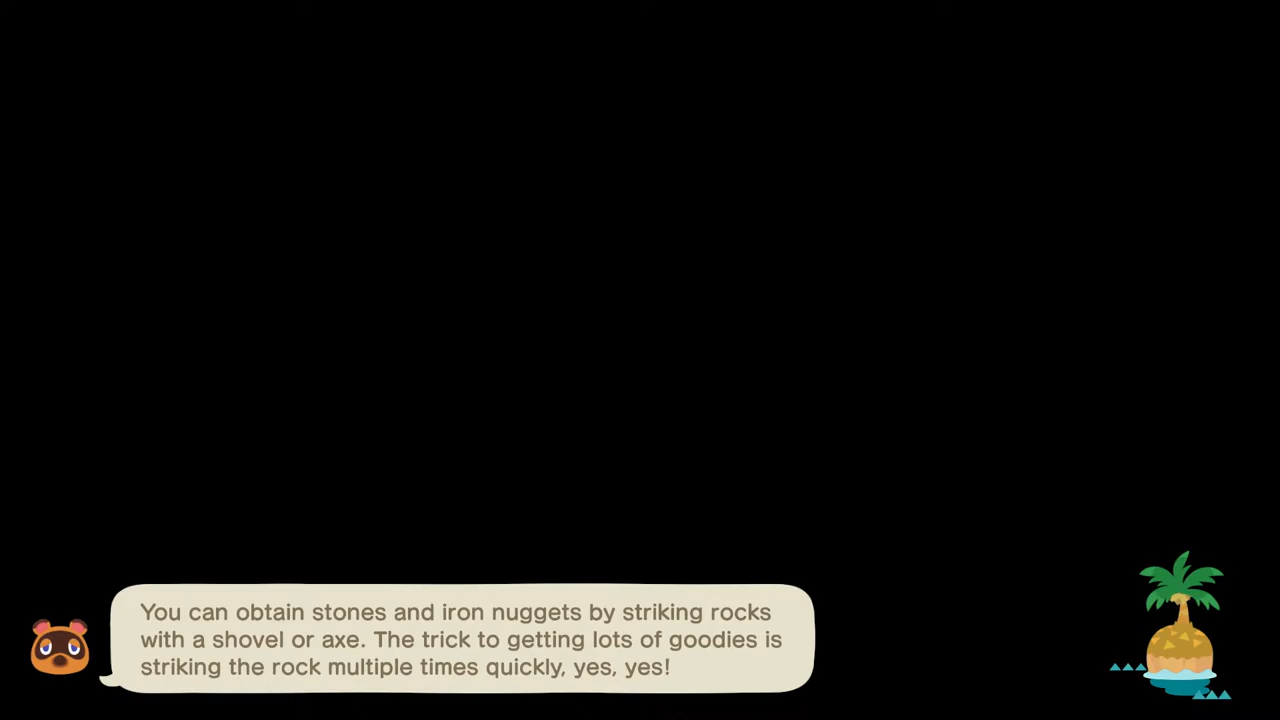 You can obtain stones and iron nuggets by striking rocks
with a shovel or axe. The trick to getting lots of goodies is
striking the rock multiple times quickly, yes, yes!